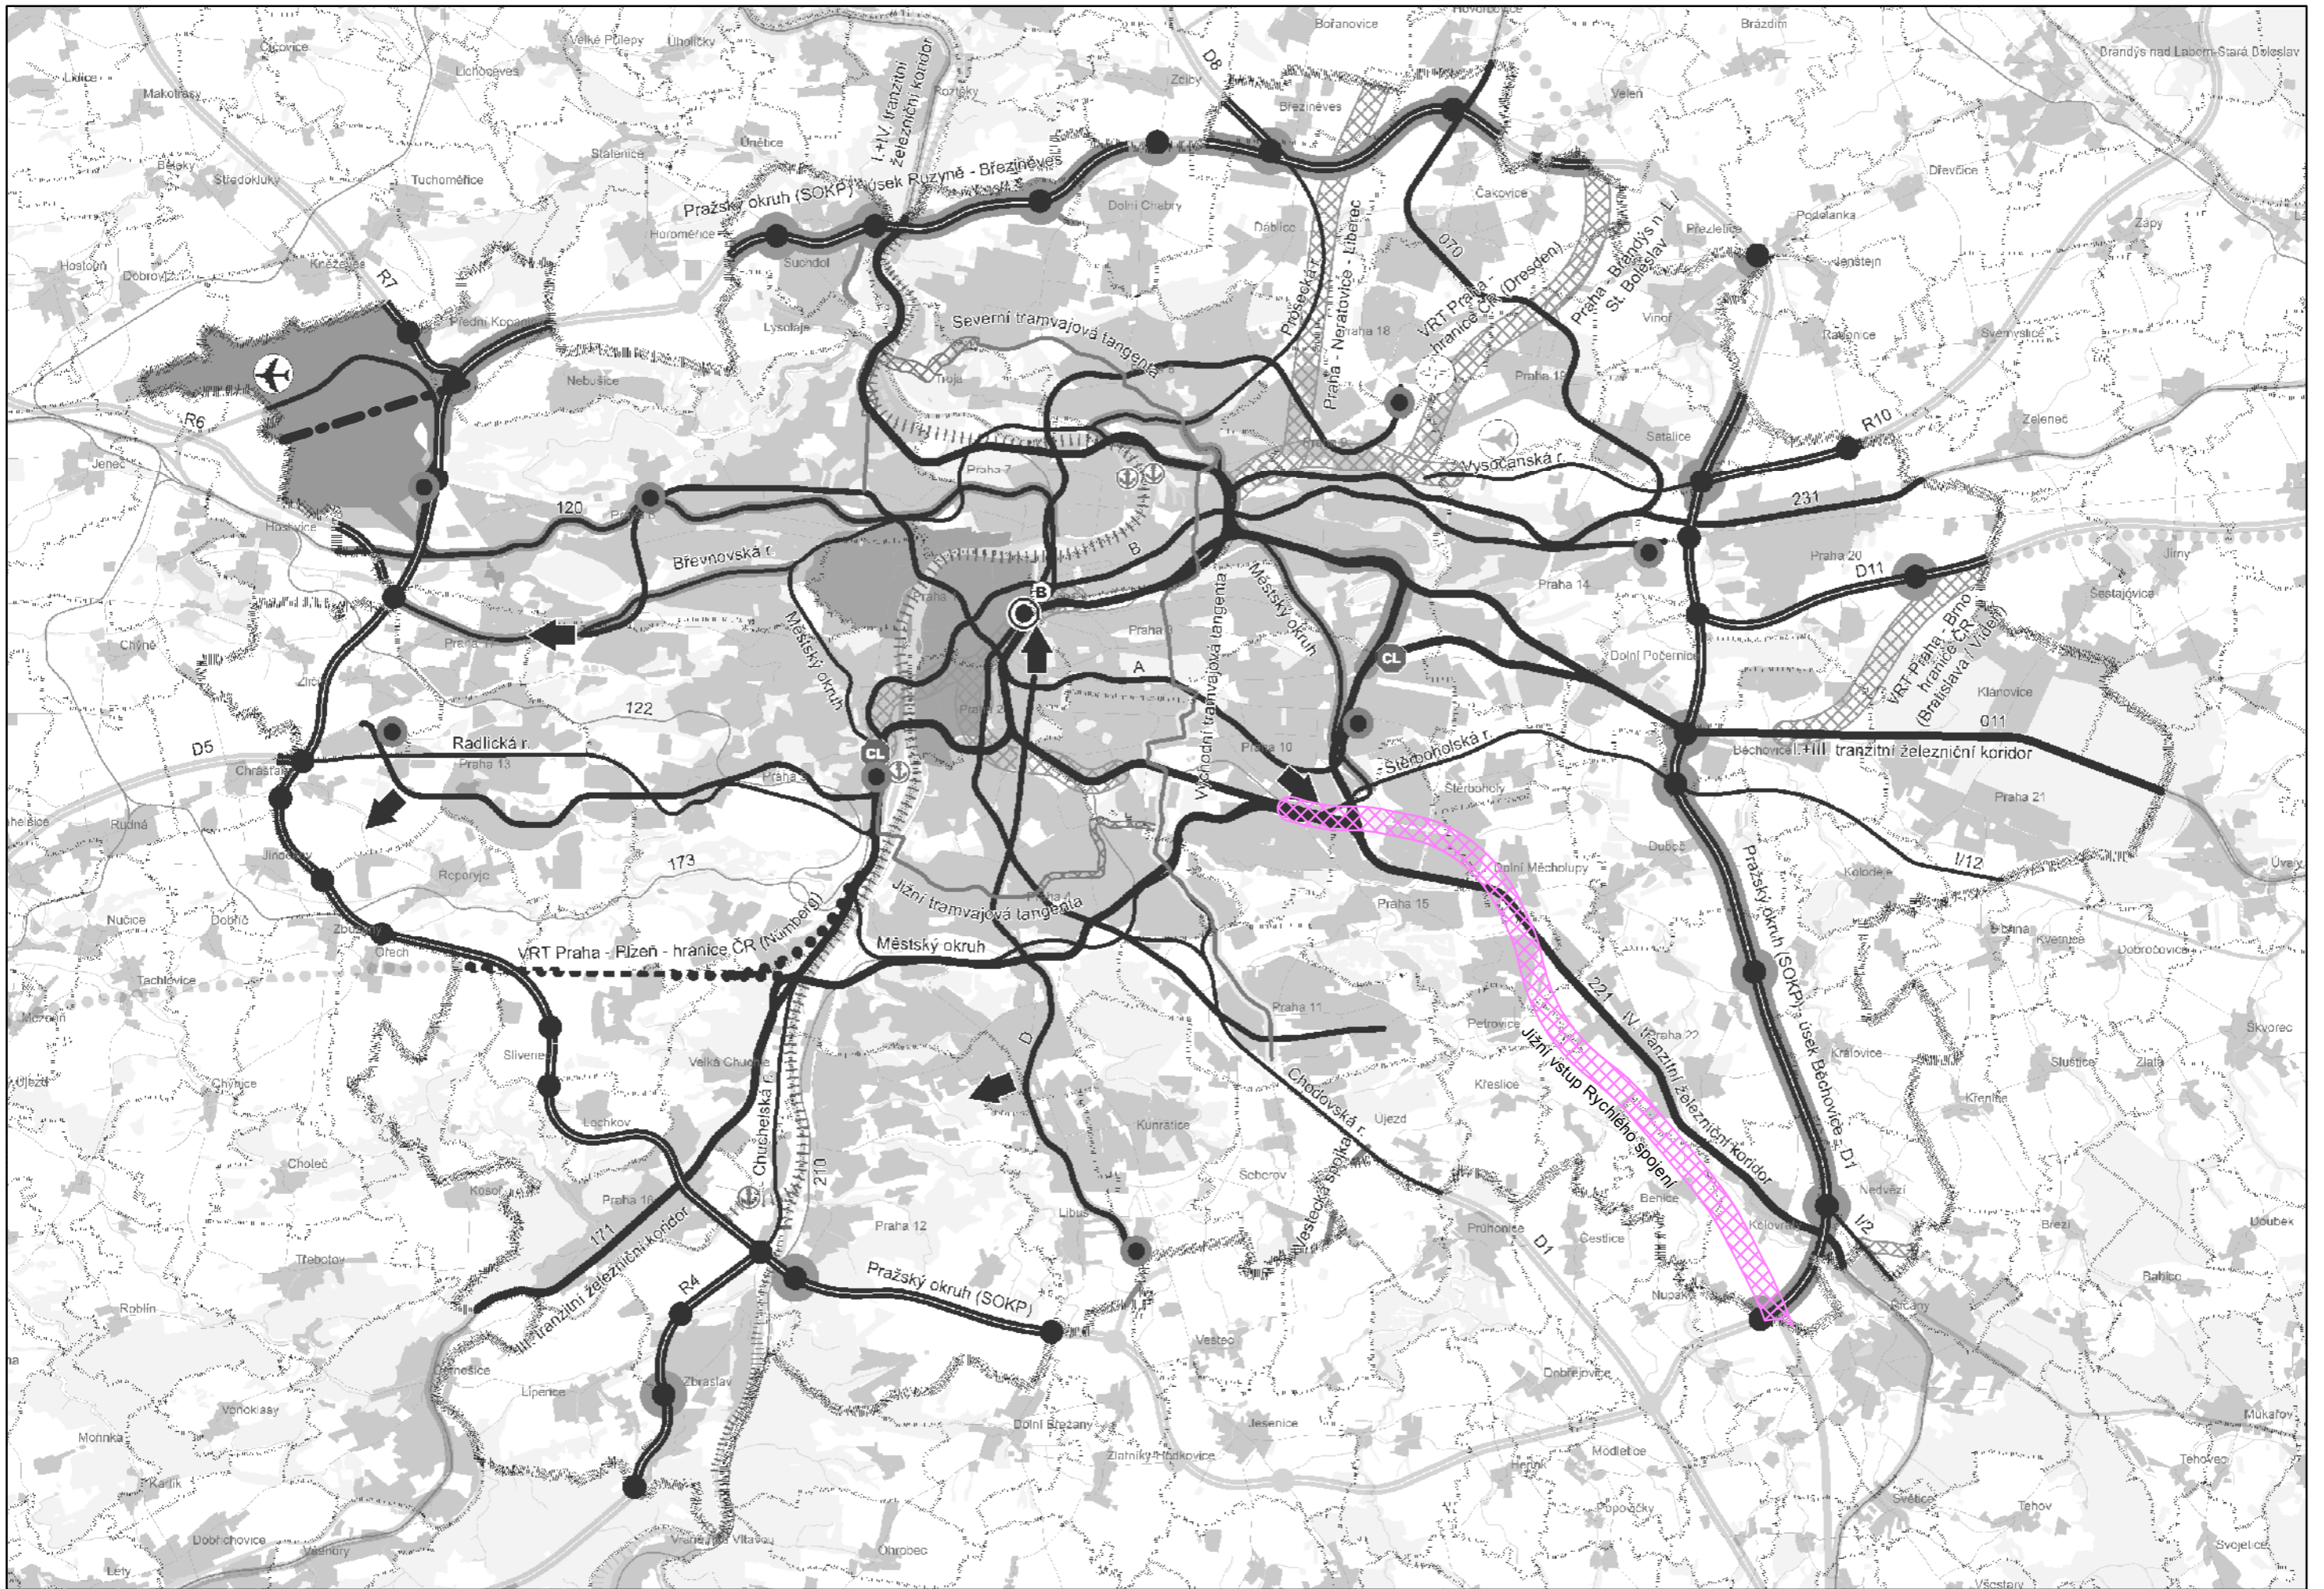 Bořanovice
Brázdim
Brandýs nad Labem-Stará Boleslav
Číčovice
Velké Přílepy
Úholičky
Lichoceves
Lidice
Makotřasy
Roztoky
I.+IV. tranzitní
železniční koridor
Zdiby
D8
Březiněves
Veleň
Únětice
Statenice
Středokluky
Tuchoměřice
Pražský okruh (SOKP) úsek Ruzyně - Březiněves
Čakovice
Dřevčice
Horoměřice
Suchdol
Dolní Chabry
Ďáblice
Podolanka
Přezletice
Zápy
Hostouň
Dobrovíz
Kněževes
R7
070
Jenštejn
Přední Kopanina
Lysolaje
Severní tramvajová tangenta
Prosecká r.
Praha - Neratovice - Liberec
Praha 18
VRT Praha -
hranice ČR (Dresden)
Praha - Brandýs n. L./
St. Boleslav
Vinoř
Radonice
Svémyslice
Nebušice
Troja
Praha 19
R6
Jeneč
Satalice
R10
Zeleneč
Praha 7
Vysočanská r.
120
231
Hostivice
Břevnovská r.
B
B
Praha 20
D11
Jirny
Praha 14
Šestajovice
Městský okruh
Praha 3
Městský okruh
Východní tramvajová tangenta
Chýně
Praha 17
Dolní Počernice
CL
VRT Praha - Brno
hranice ČR
(Bratislava / Vídeň)
Klánovice
A
122
Praha 2
011
D5
Radlická r.
CL
Praha 10
Štěrboholská r.
Běchovice
I.+III tranzitní železniční koridor
Chrášťany
Praha 13
Štěrboholy
Praha 21
Rudná
173
Dubeč
I/12
Úvaly
Řeporyje
Dolní Měcholupy
Koloděje
Jižní tramvajová tangenta
Praha 4
Praha 15
Nučice
Dobříč
Zbuzany
Městský okruh
Květnice
Dobročovice
Ořech
VRT Praha - Plzeň - hranice ČR (Nürnberg)
Tachlovice
221
Pražský okruh (SOKP), úsek Běchovice - D1
Praha 11
Petrovice
IV. tranzitní železniční koridor
Praha 22
Škvorec
Slivenec
Velká Chuchle
D
Jižní vstup Rychlého spojení
Královice
Sluštice
Zlatá
Chýnice
Křeslice
Křenice
Lochkov
Chuchelská r.
Kunratice
Chodovská r.
Újezd
Choteč
Kosoř
Praha 16
210
Šeberov
Vestecká spojka
Benice
Nedvězí
Praha 12
Libuš
Průhonice
D1
Čestlice
Kolovraty
I/2
Březí
Doubek
171
III. tranzitní železniční koridor
Třebotov
R4
Pražský okruh (SOKP)
Babice
Roblín
Nupaky
Říčany
Vestec
Černošice
Dobřejovice
Lipence
Zbraslav
Vonoklasy
Dolní Břežany
Jesenice
Mukařov
Mořinka
Zlatníky-Hodkovice
Modletice
Herink
Tehovec
Karlík
Popovičky
Světice
Tehov
Dobřichovice
Všenory
Vrané nad Vltavou
Ohrobec
Svojetice
Lety
Všestary